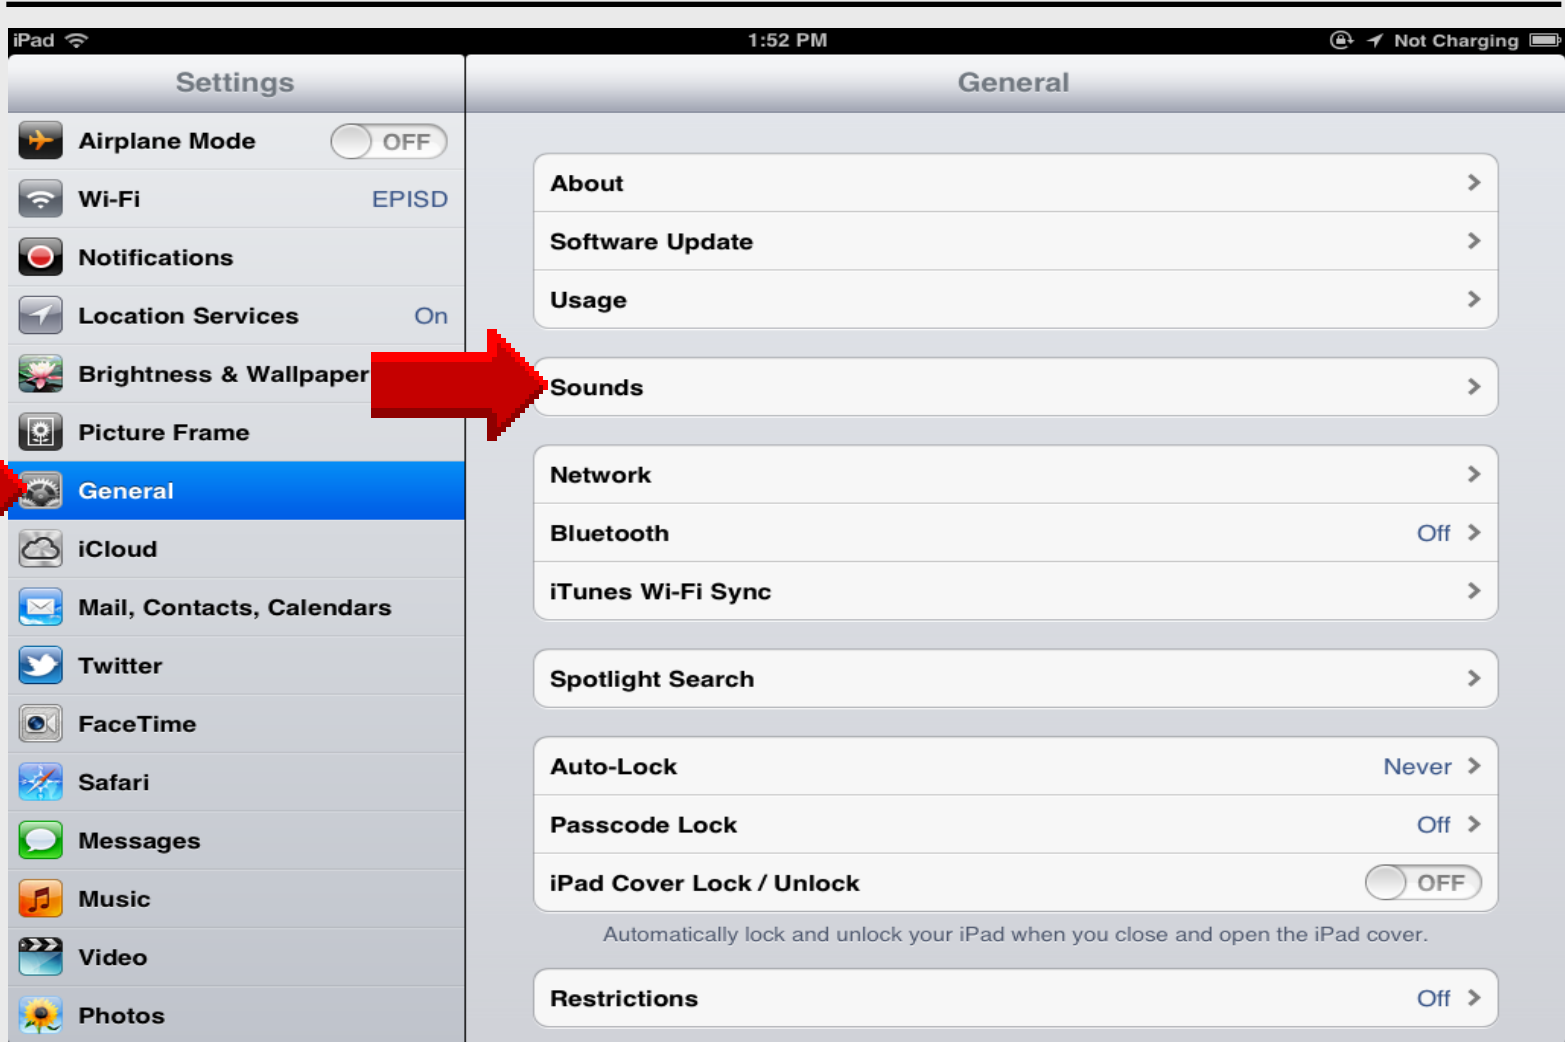 iPad 1:52 PM Not Charging
Settings
Airplane Mode OFF
Wi-Fi EPISD
Notifications
Location Services On
Brightness & Wallpaper
Picture Frame
General
iCloud
Mail, Contacts, Calendars
Twitter
FaceTime
Safari
Messages
Music
Video
Photos
General
About
Software Update
Usage
Sounds
Network
Bluetooth Off
iTunes Wi-Fi Sync
Spotlight Search
Auto-Lock Never
Passcode Lock Off
iPad Cover Lock / Unlock OFF
Automatically lock and unlock your iPad when you close and open the iPad cover.
Restrictions Off